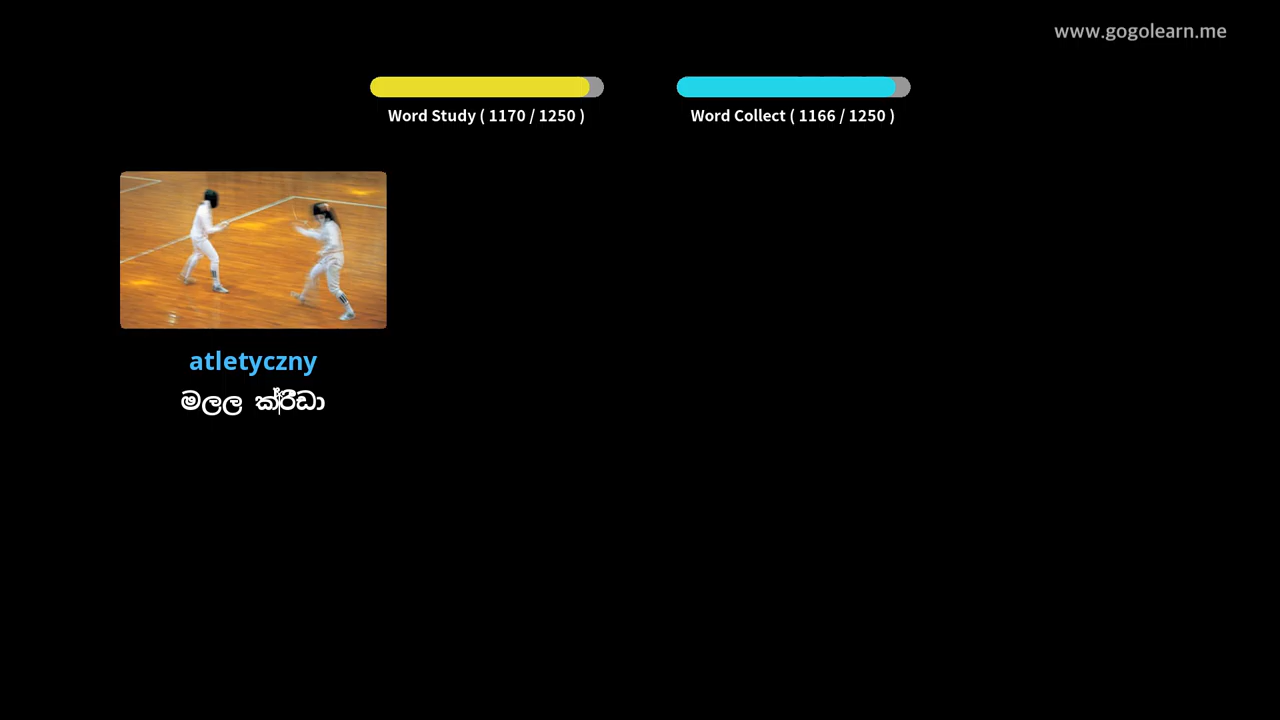 www.gogolearn.me
Word Study ( 1170 / 1250 )
Word Collect ( 1166 / 1250 )
atletyczny
මලල ක්‍රීඩා